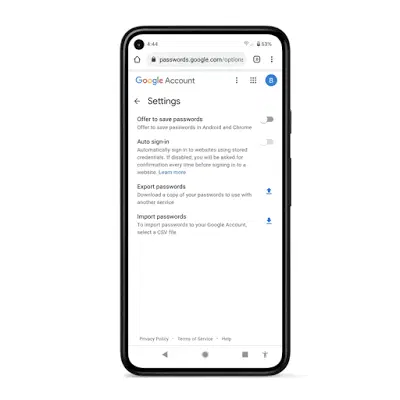 4:44
63%
passwords.google.com/options
Google Account
B
Settings
Offer to save passwords
Offer to save passwords in Android and Chrome
Auto sign-in
Automatically sign in to websites using stored
credentials. If disabled, you will be asked for
confirmation every time before signing in to a
website. Learn more
Export passwords
Download a copy of your passwords to use with
another service
Import passwords
To import passwords to your Google Account,
select a CSV file.
Privacy Policy · Terms of Service · Help